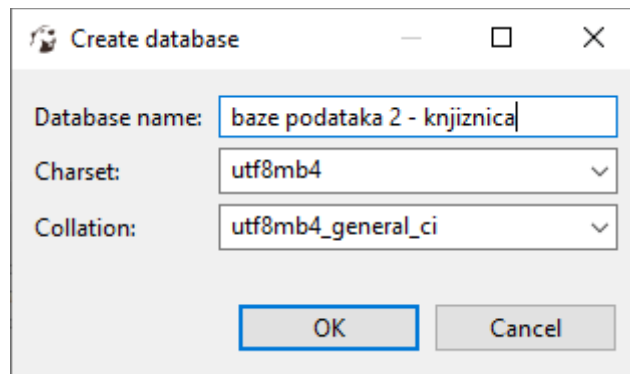 Create database
Database name: baze podataka 2 - knjiznica
Charset: utf8mb4
Collation: utf8mb4_general_ci
OK Cancel